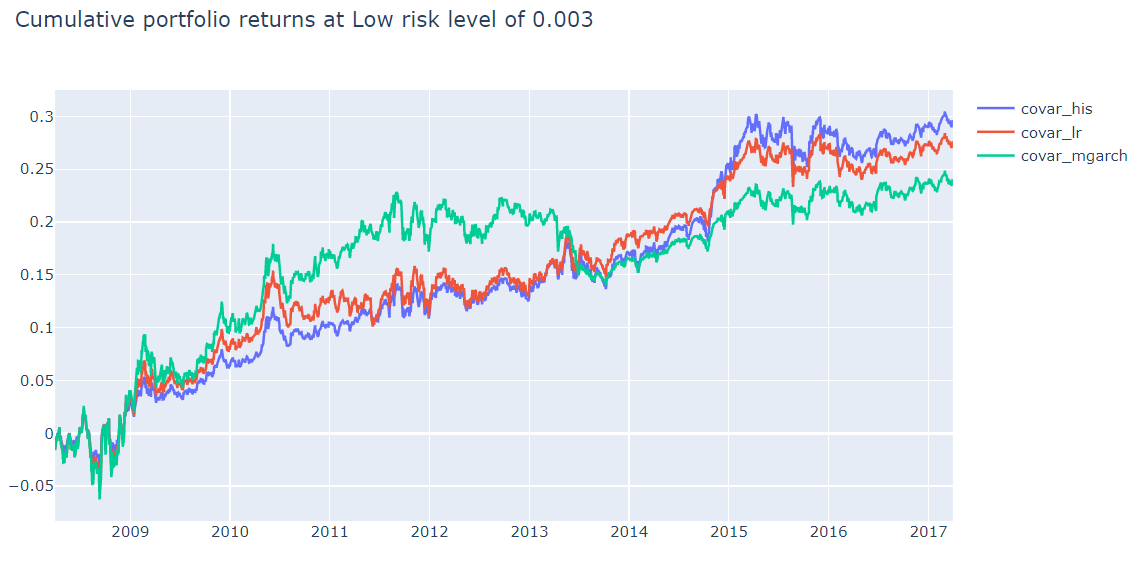 Cumulative portfolio returns at Low risk level of 0.003
covar_his
covar_lr
covar_mgarch
0.3
0.25
0.2
0.15
0.1
0.05
0
−0.05
2009 2010 2011 2012 2013 2014 2015 2016 2017